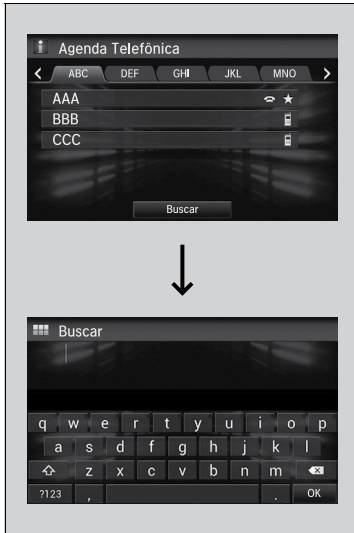 Agenda Telefônica
< ABC DEF GHI JKL MNO >
AAA
BBB
CCC
Buscar
Buscar
q w e r t y u i o p
a s d f g h j k l
z x c v b n m
?123 , . OK